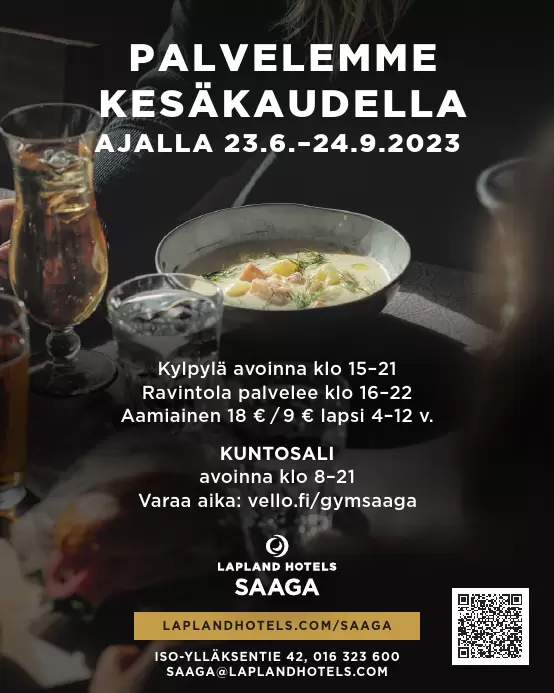 PALVELEMME
KESÄKAUDELLA
AJALLA 23.6.–24.9.2023
Kylpylä avoinna klo 15–21
Ravintola palvelee klo 16–22
Aamiainen 18 € / 9 € lapsi 4–12 v.
KUNTOSALI
avoinna klo 8–21
Varaa aika: vello.fi/gymsaaga
LAPLAND HOTELS
SAAGA
LAPLANDHOTELS.COM/SAAGA
ISO-YLLÄKSENTIE 42, 016 323 600
SAAGA@LAPLANDHOTELS.COM